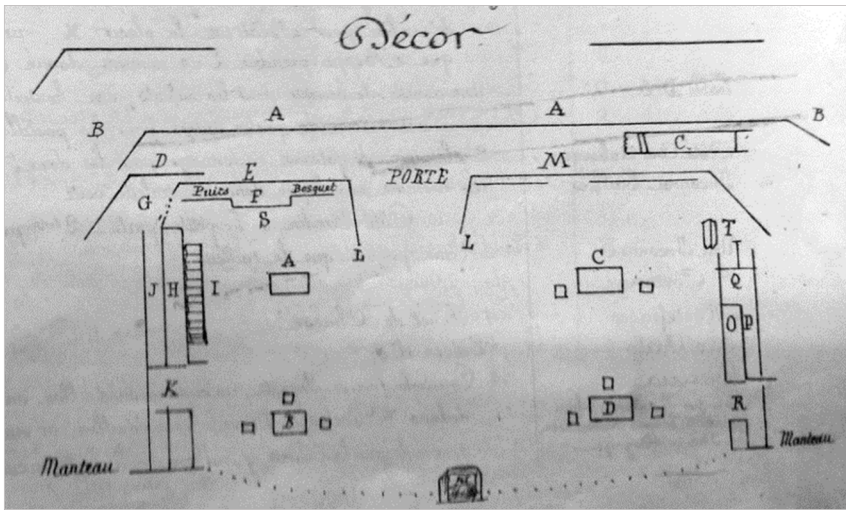 Décor
A A
B B
C.
D E PORTE M
Puits F Bosquet
G S
L L T
A C
J H I Q
O P
K
B D R
Manteau Manteau